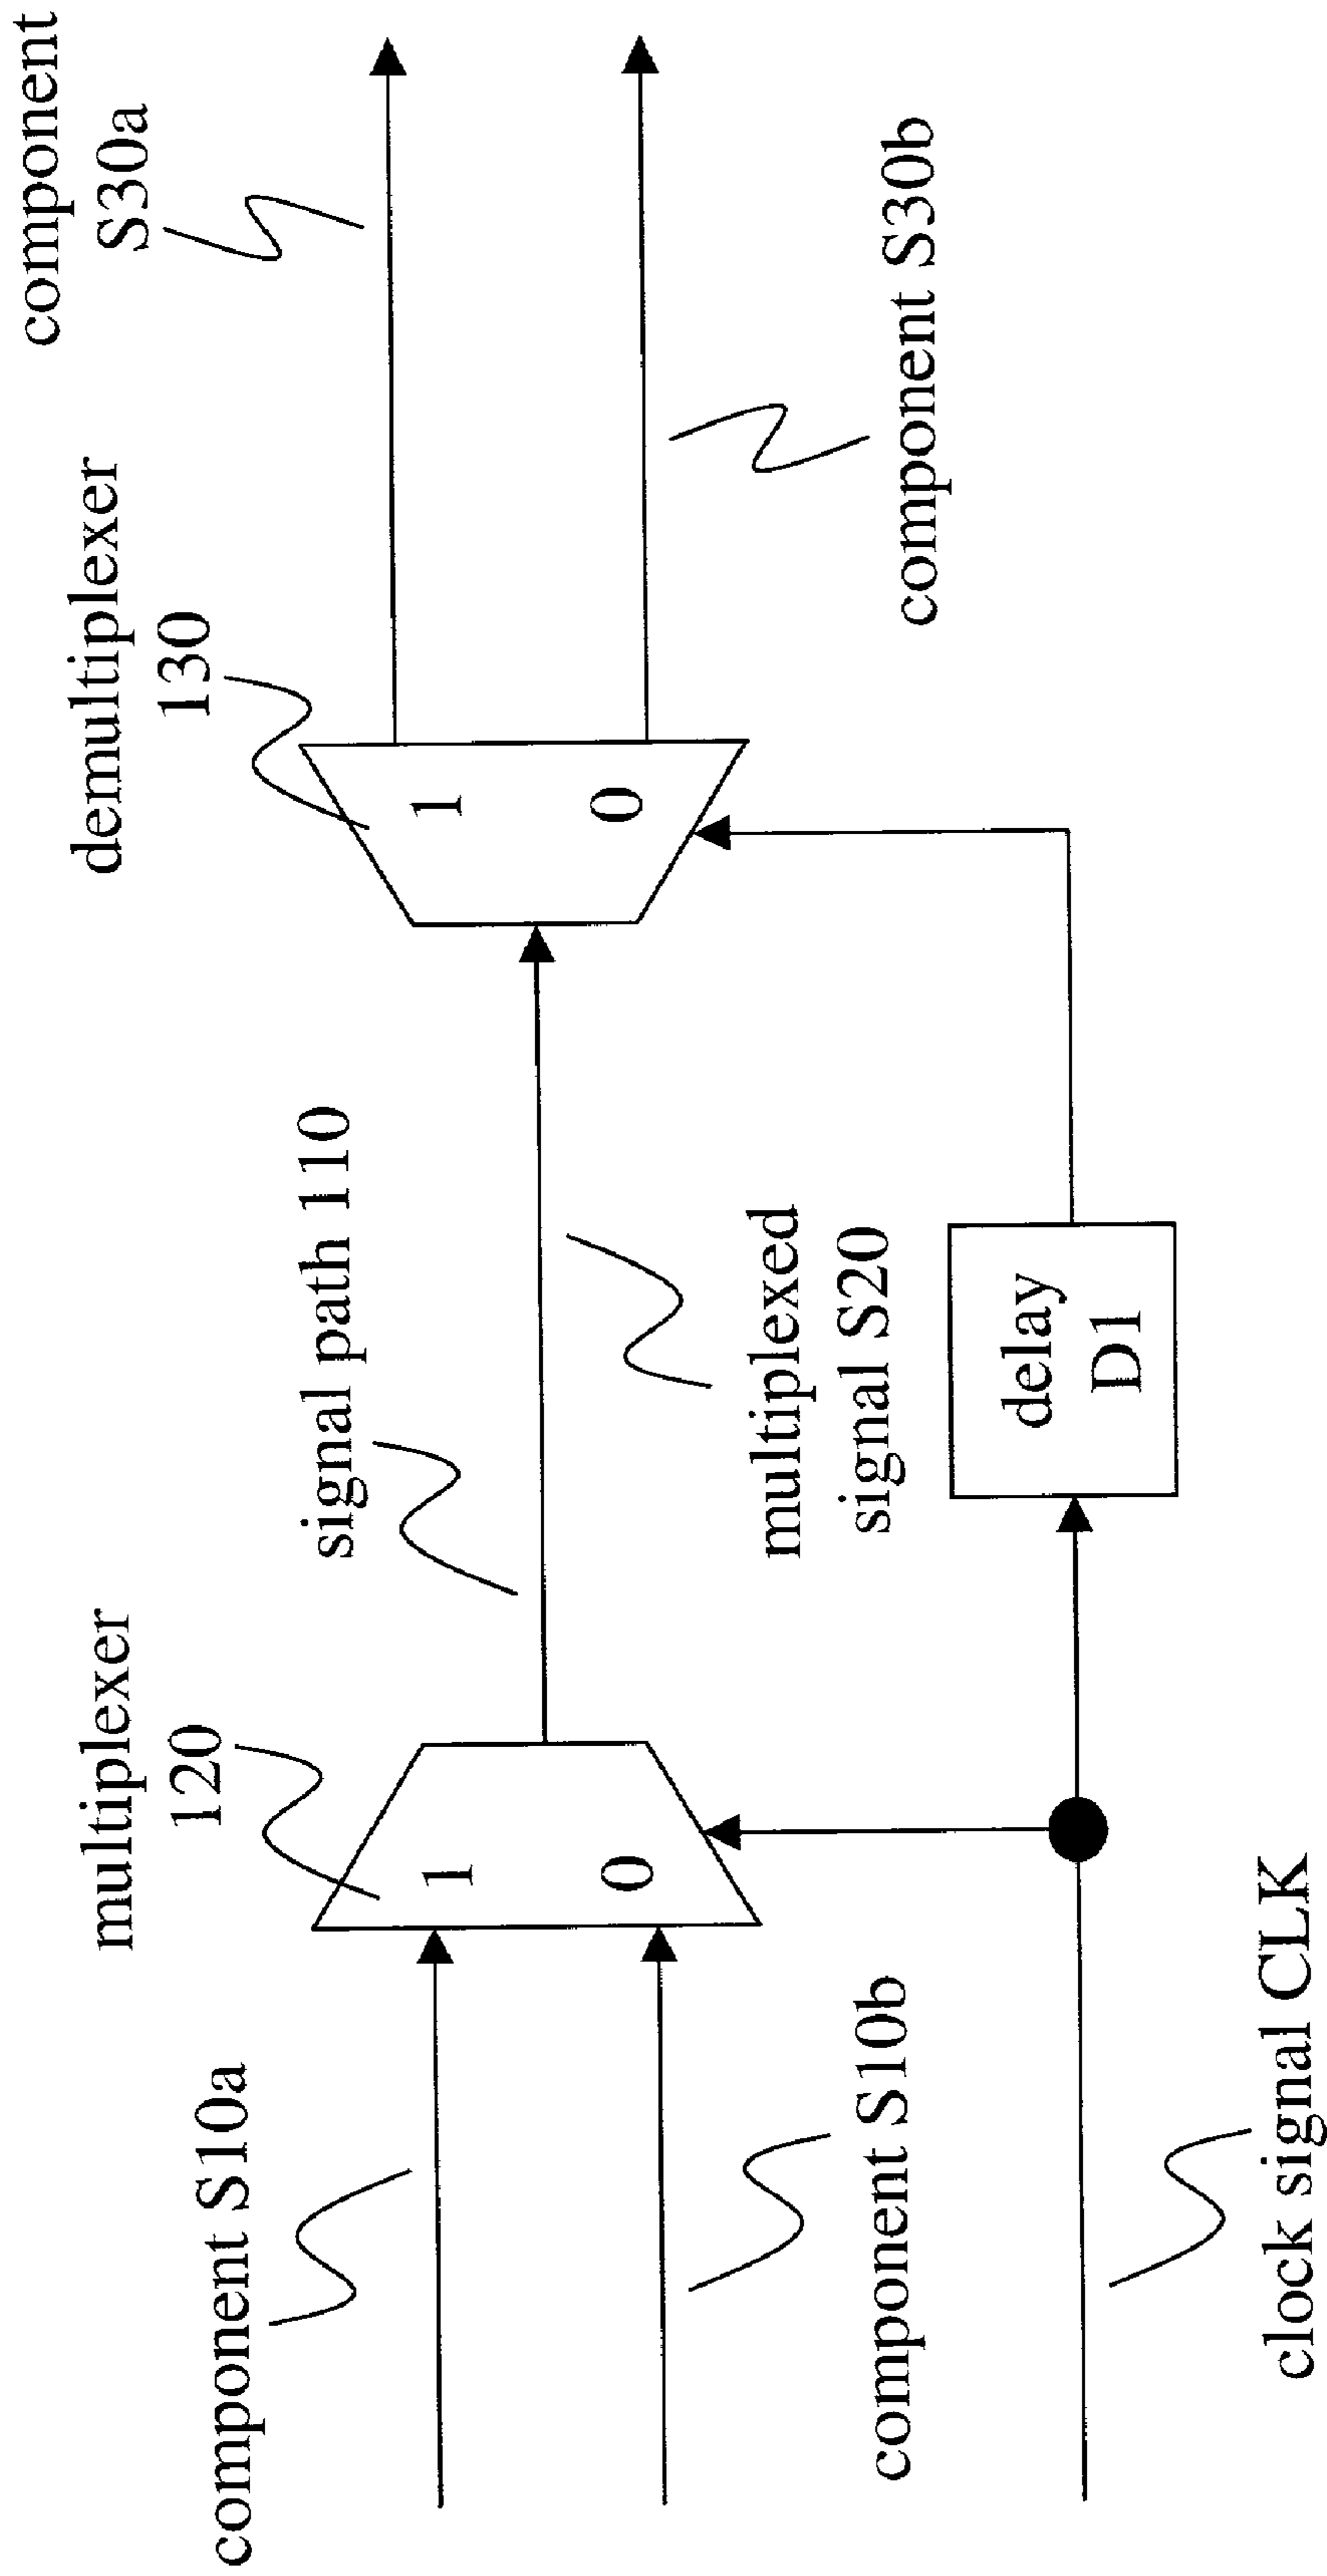 component S10a
component S10b
clock signal CLK
multiplexer
120
1
0
signal path 110
multiplexed
signal S20
delay
D1
demultiplexer
130
1
0
component
S30a
component S30b